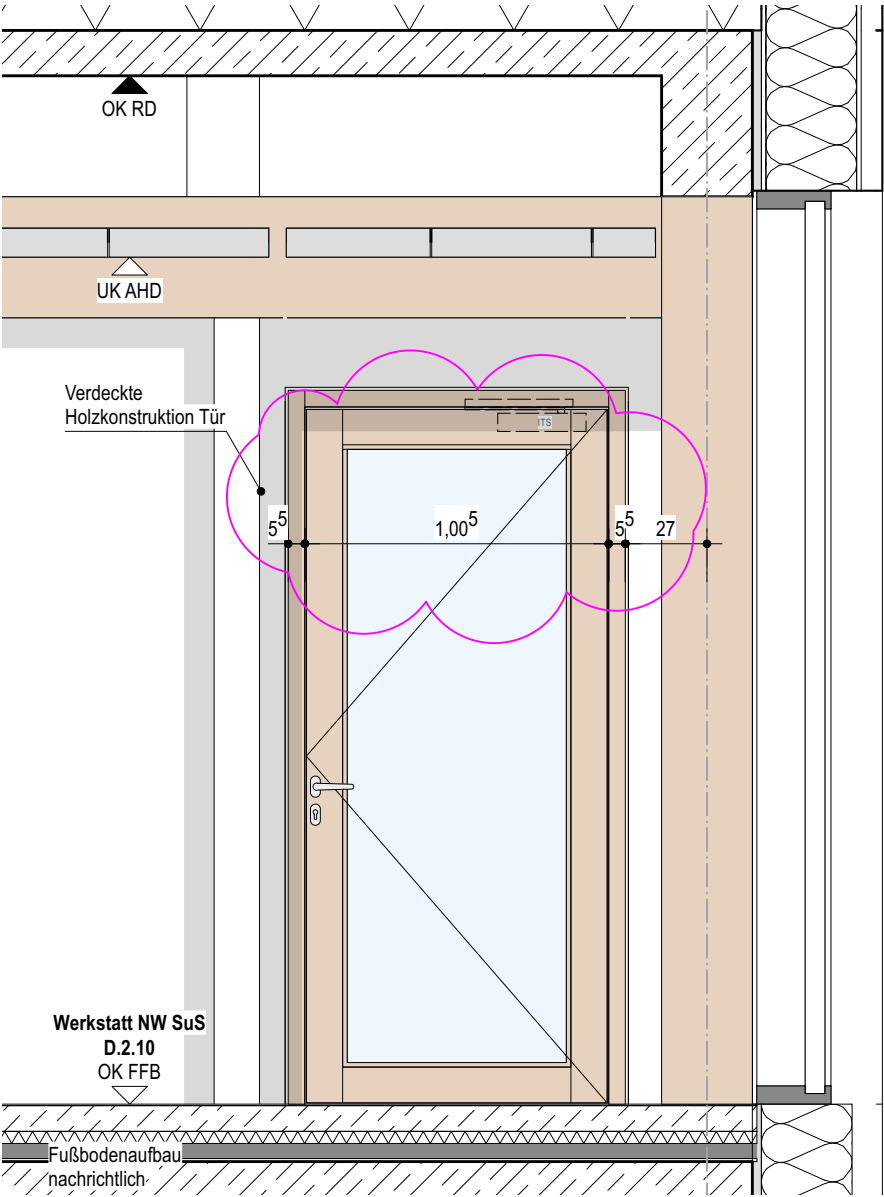 OK RD
UK AHD
Verdeckte
Holzkonstruktion Tür
ITS
5⁵
1,00⁵
5⁵
27
Werkstatt NW SuS
D.2.10
OK FFB
Fußbodenaufbau
nachrichtlich